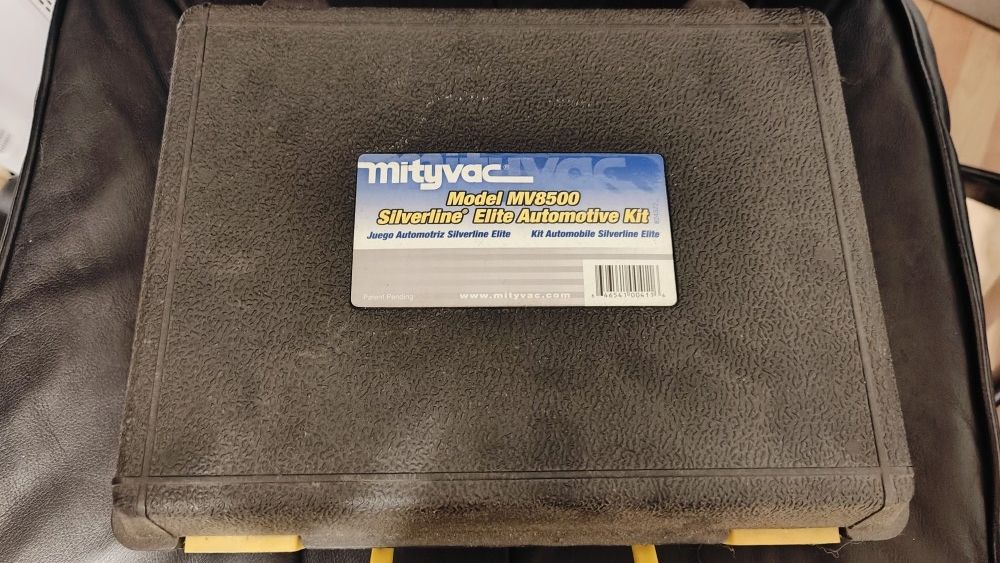 mityvac®
Model MV8500
Silverline® Elite Automotive Kit
Juego Automotriz Silverline Elite Kit Automobile Silverline Elite
Patent Pending www.mityvac.com